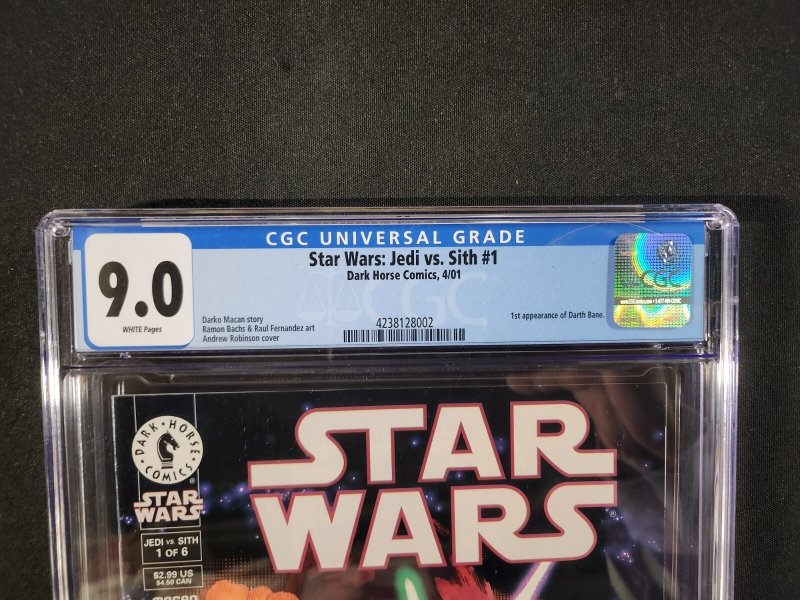 CGC UNIVERSAL GRADE
9.0
WHITE Pages
Star Wars: Jedi vs. Sith #1
Dark Horse Comics, 4/01
Darko Macan story
Ramon Bachs & Raul Fernandez art
Andrew Robinson cover
4238128002
1st appearance of Darth Bane.
CGC
CGC
DARK HORSE
COMICS
STAR
WARS
JEDI VS. SITH
1 OF 6
$2.99 US
$4.50 CAN
STAR
WARS